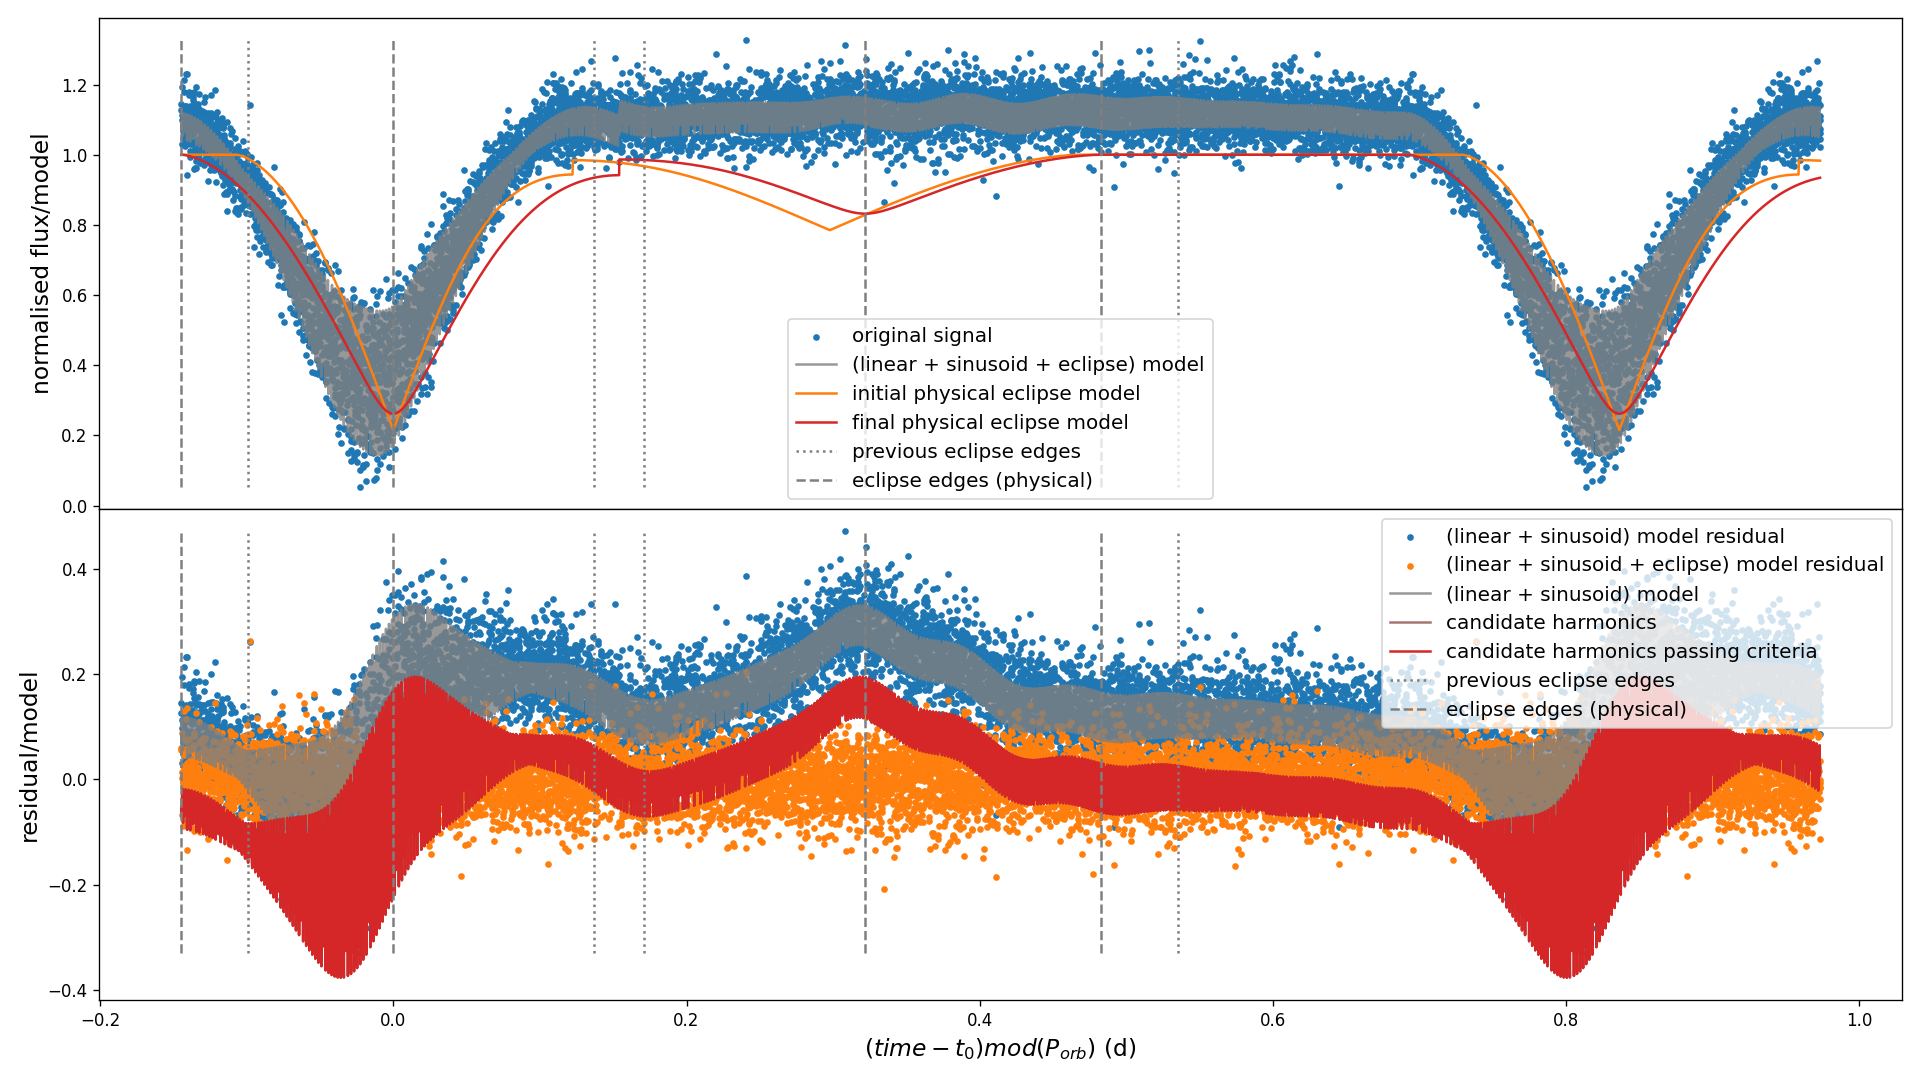 normalised flux/model
1.2
1.0
0.8
0.6
0.4
0.2
0.0
original signal
(linear + sinusoid + eclipse) model
initial physical eclipse model
final physical eclipse model
previous eclipse edges
eclipse edges (physical)
residual/model
0.4
0.2
0.0
−0.2
−0.4
(linear + sinusoid) model residual
(linear + sinusoid + eclipse) model residual
(linear + sinusoid) model
candidate harmonics
candidate harmonics passing criteria
previous eclipse edges
eclipse edges (physical)
−0.2 0.0 0.2 0.4 0.6 0.8 1.0
(time − t₀)mod(Pₒᵣb) (d)